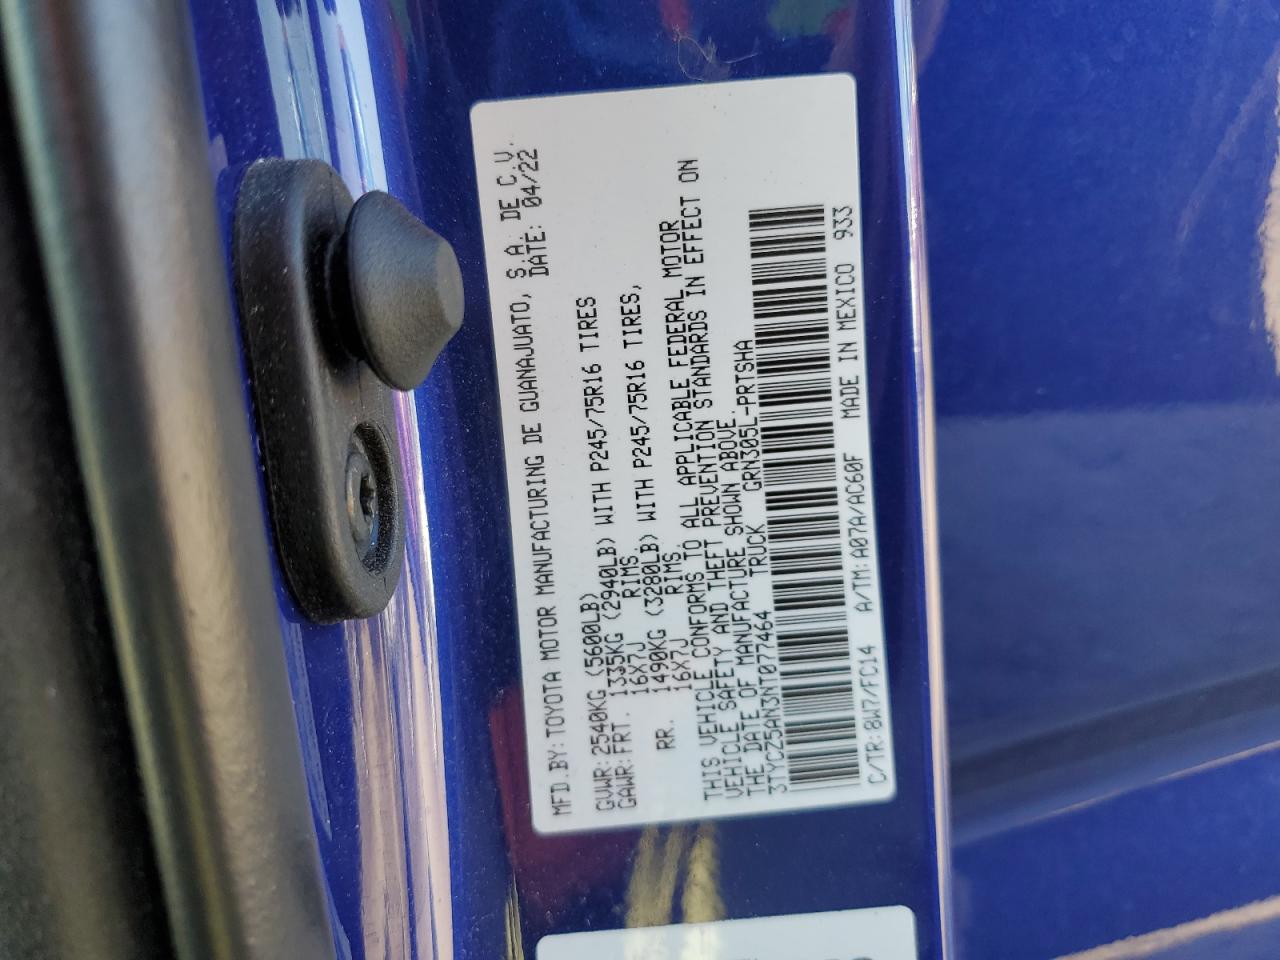 MFD.BY:TOYOTA MOTOR MANUFACTURING DE GUANAJUATO, S.A. DE C.V.
DATE: 04/22
GVWR:2540KG (5600LB)
GAWR:FRT. 1335KG (2940LB) WITH P245/75R16 TIRES
16X7J RIMS.
RR. 1490KG (3280LB) WITH P245/75R16 TIRES,
16X7J RIMS.
THIS VEHICLE CONFORMS TO ALL APPLICABLE FEDERAL MOTOR
VEHICLE SAFETY AND THEFT PREVENTION STANDARDS IN EFFECT ON
THE DATE OF MANUFACTURE SHOWN ABOVE.
3TYCZ5AN3NT077464 TRUCK GRN305L-PRTSHA
C/TR:8W7/FC14 A/TM:A07A/AC60F MADE IN MEXICO 933